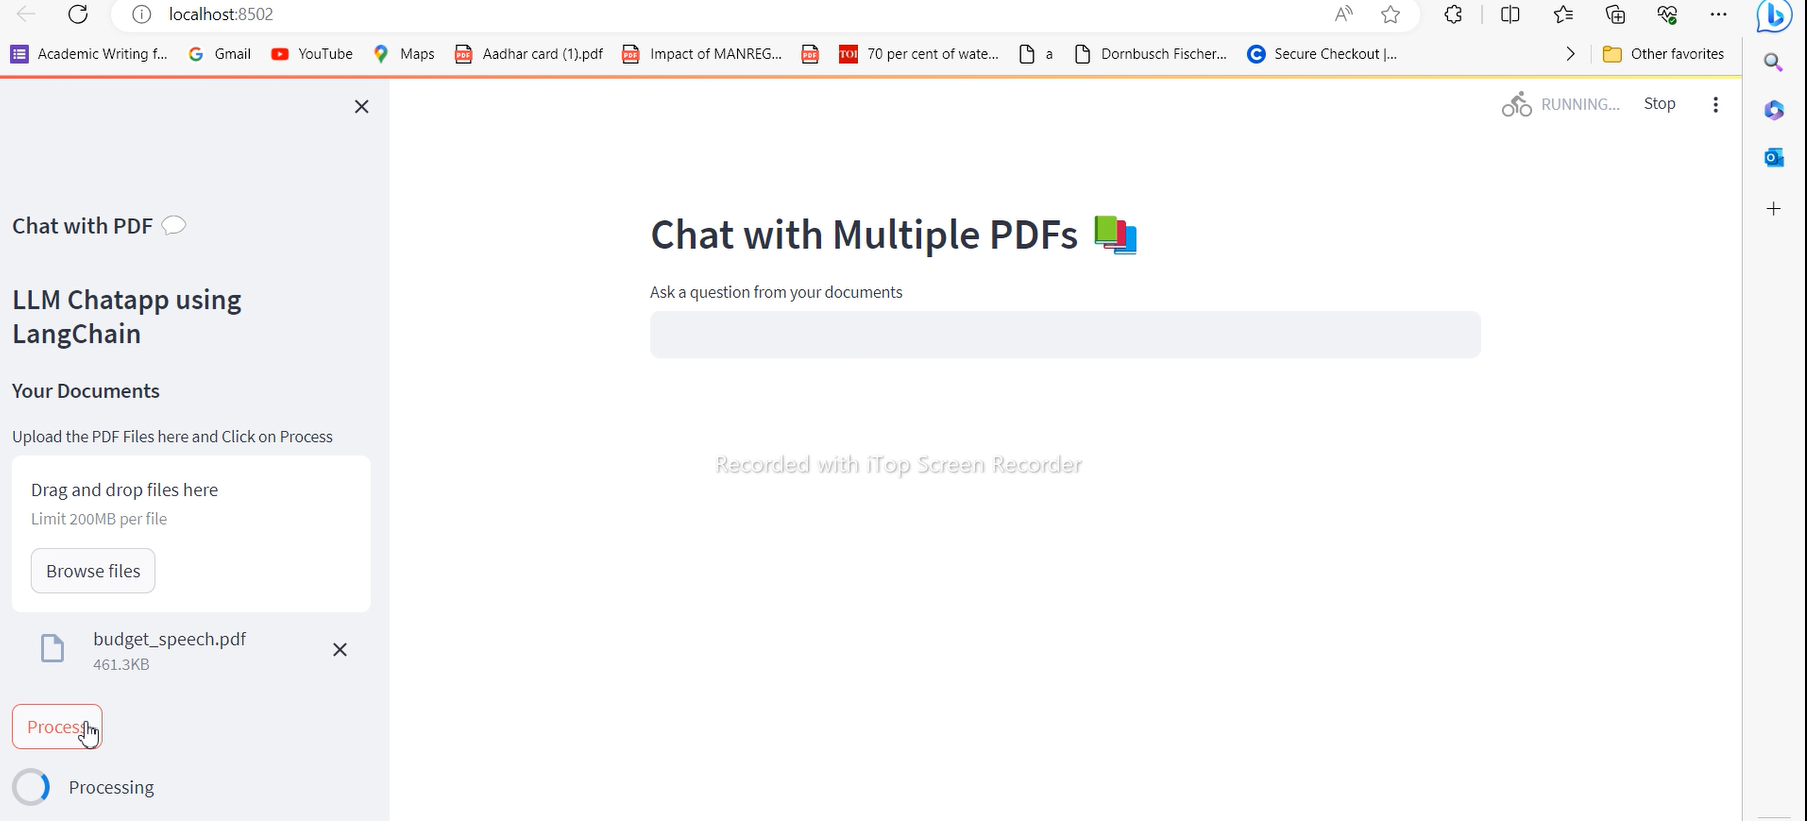 localhost:8502
A
Academic Writing f...
Gmail
YouTube
Maps
Aadhar card (1).pdf
Impact of MANREG...
PDF
TOI
70 per cent of wate...
a
Dornbusch Fischer...
Secure Checkout |...
Other favorites
RUNNING...
Stop
Chat with PDF
LLM Chatapp using
LangChain
Your Documents
Upload the PDF Files here and Click on Process
Drag and drop files here
Limit 200MB per file
Browse files
budget_speech.pdf
461.3KB
Process
Processing
Chat with Multiple PDFs
Ask a question from your documents
Recorded with iTop Screen Recorder